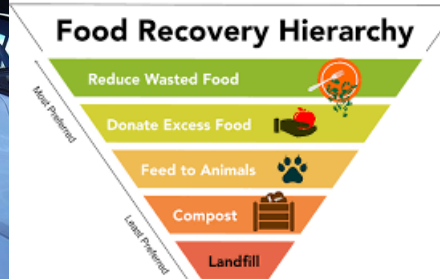 Food Recovery Hierarchy
Reduce Wasted Food
Most Preferred
Donate Excess Food
Feed to Animals
Compost
Least Preferred
Landfill